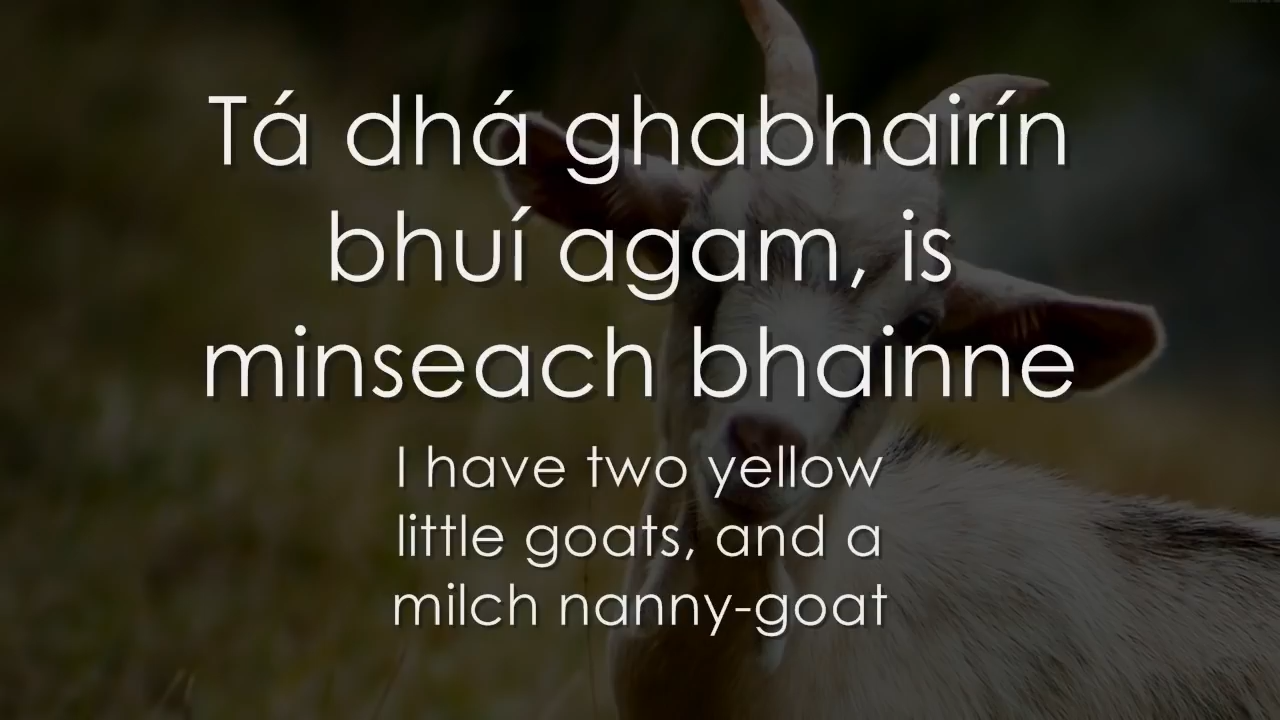 Tá dhá ghabhairín
bhuí agam, is
minseach bhainne
I have two yellow
little goats, and a
milch nanny-goat